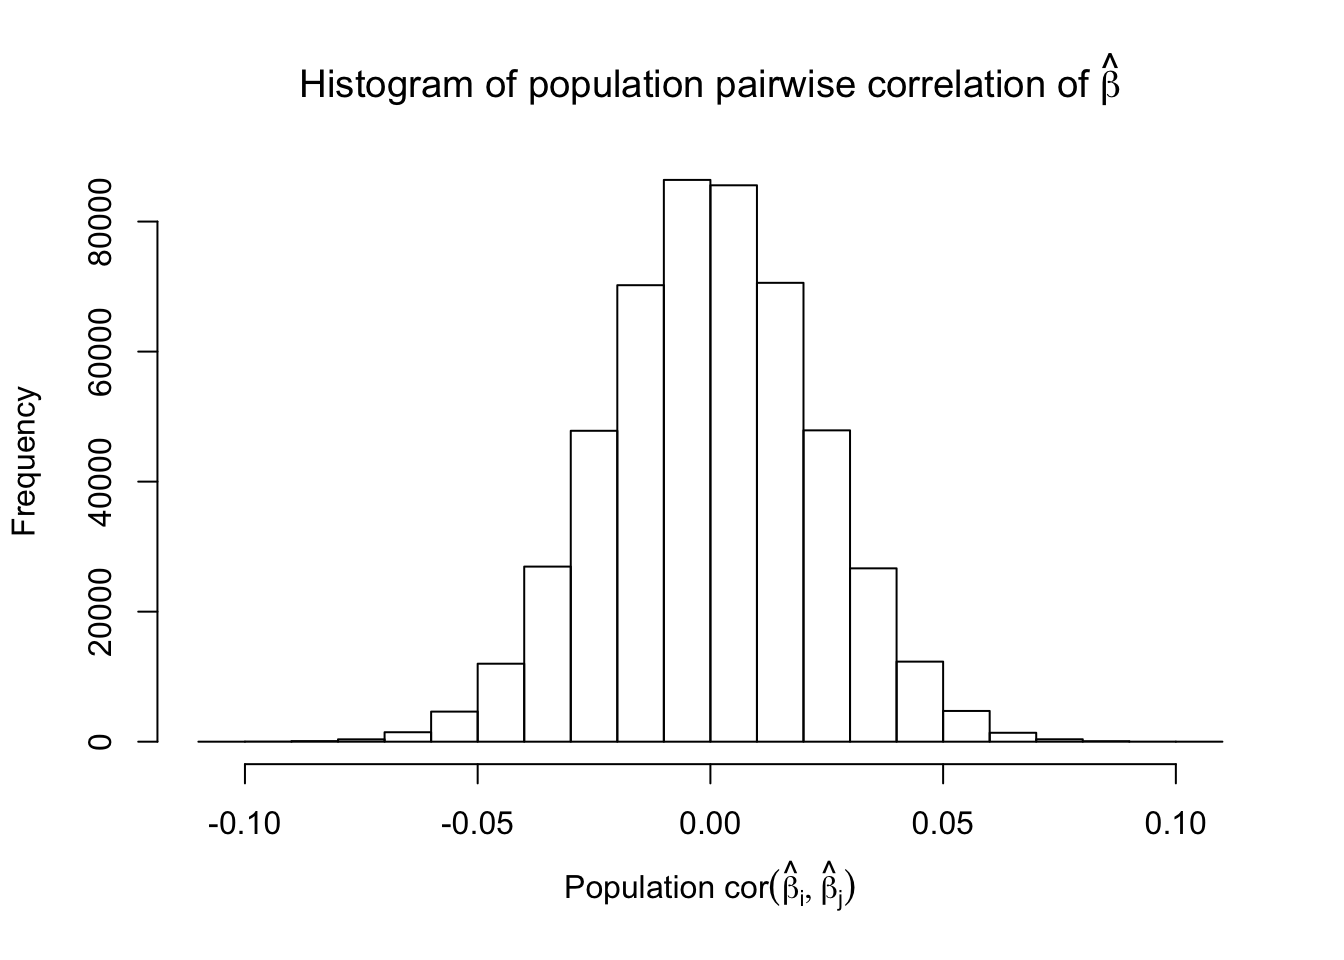 Histogram of population pairwise correlation of β̂
Frequency
80000
60000
40000
20000
0
-0.10 -0.05 0.00 0.05 0.10
Population cor(β̂i, β̂j)